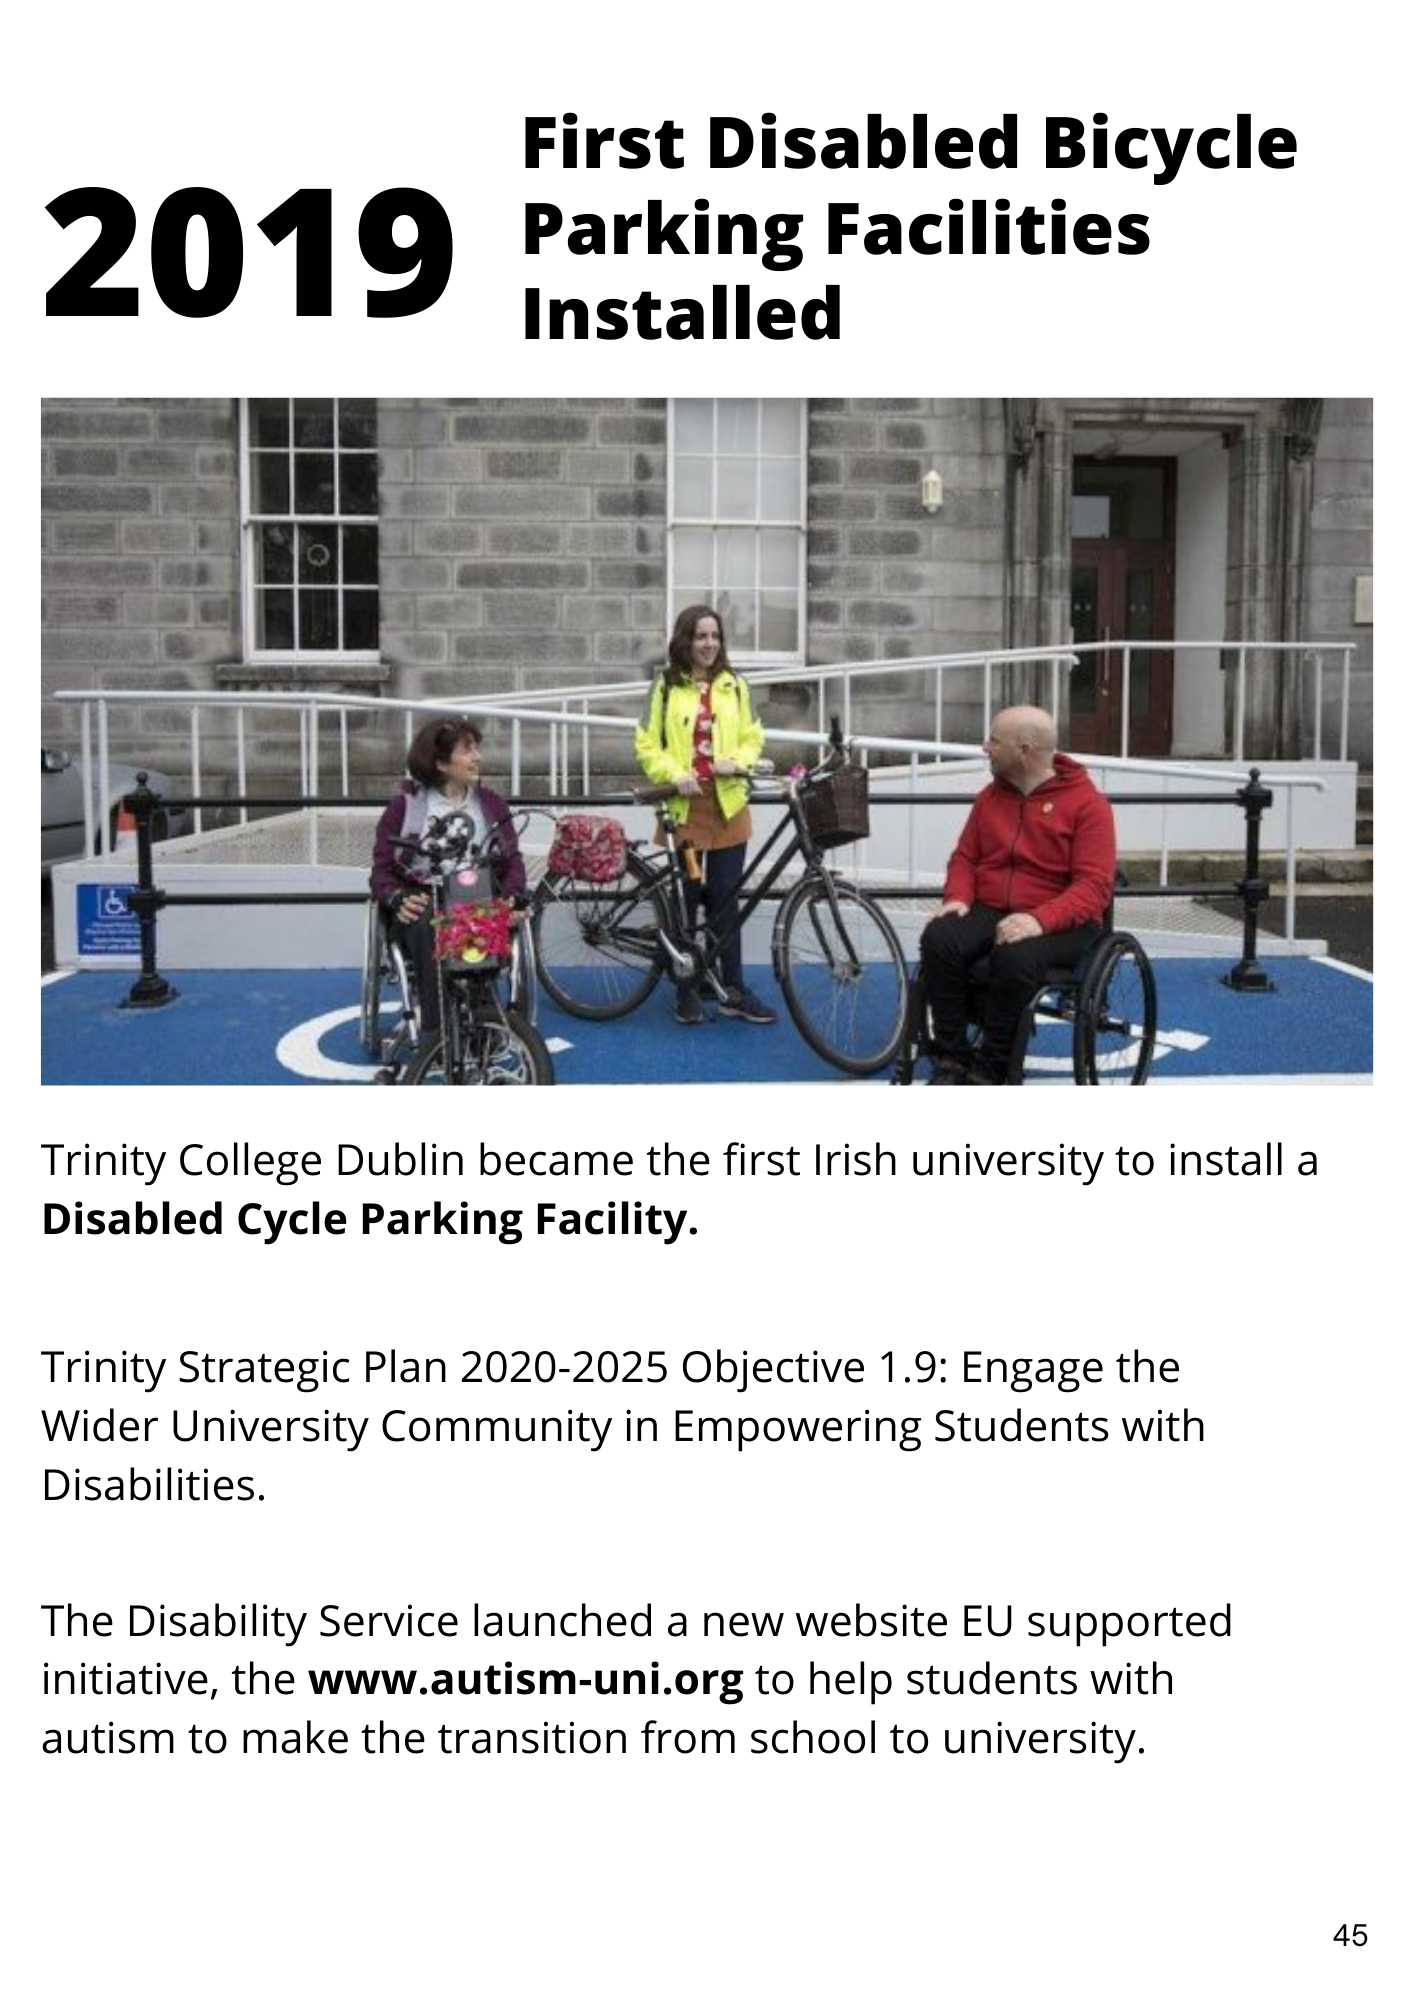 2019
First Disabled Bicycle
Parking Facilities
Installed
Trinity College Dublin became the first Irish university to install a
Disabled Cycle Parking Facility.
Trinity Strategic Plan 2020-2025 Objective 1.9: Engage the
Wider University Community in Empowering Students with
Disabilities.
The Disability Service launched a new website EU supported
initiative, the www.autism-uni.org to help students with
autism to make the transition from school to university.
45